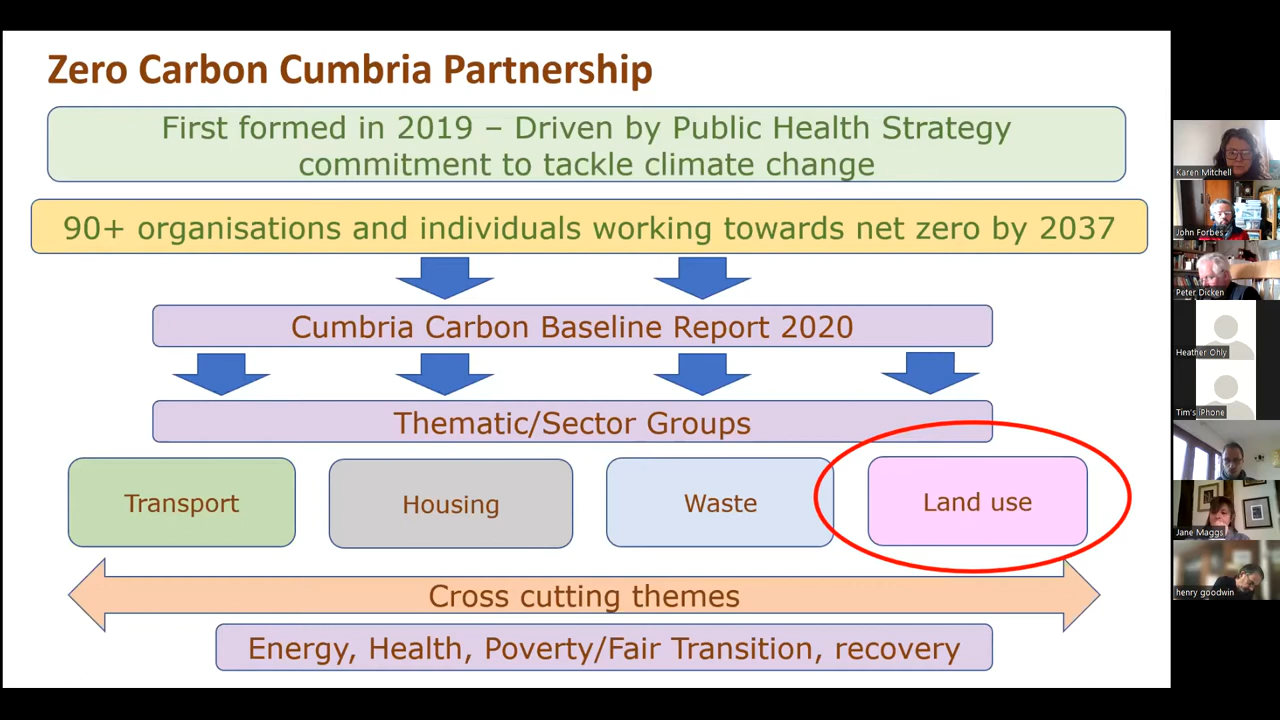 Zero Carbon Cumbria Partnership
First formed in 2019 – Driven by Public Health Strategy
commitment to tackle climate change
90+ organisations and individuals working towards net zero by 2037
Cumbria Carbon Baseline Report 2020
Thematic/Sector Groups
Transport
Housing
Waste
Land use
Cross cutting themes
Energy, Health, Poverty/Fair Transition, recovery
Karen Mitchell
John Forbes
Peter Dicken
Heather Ohly
Tim's iPhone
Jane Maggs
henry goodwin